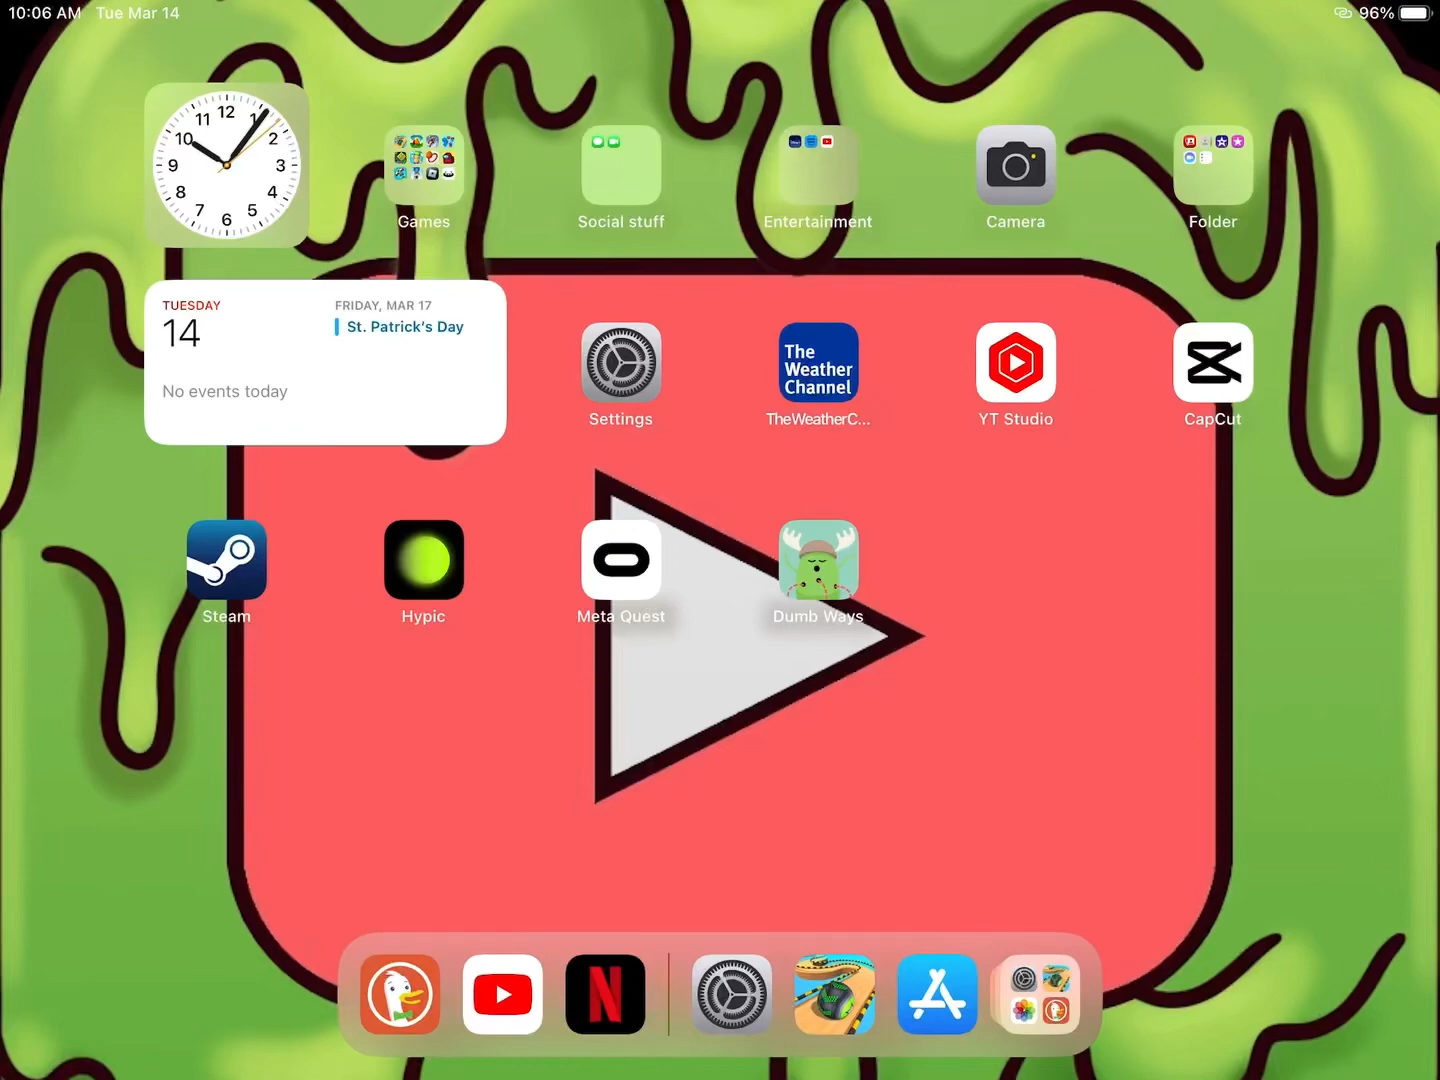 10:06 AM Tue Mar 14
96%
12
11
1
10
2
9
3
8
4
7
5
6
Games
Social stuff
Entertainment
Camera
Folder
TUESDAY
14
No events today
FRIDAY, MAR 17
St. Patrick's Day
Settings
The
Weather
Channel
TheWeatherC...
YT Studio
CapCut
Steam
Hypic
Meta Quest
Dumb Ways
N